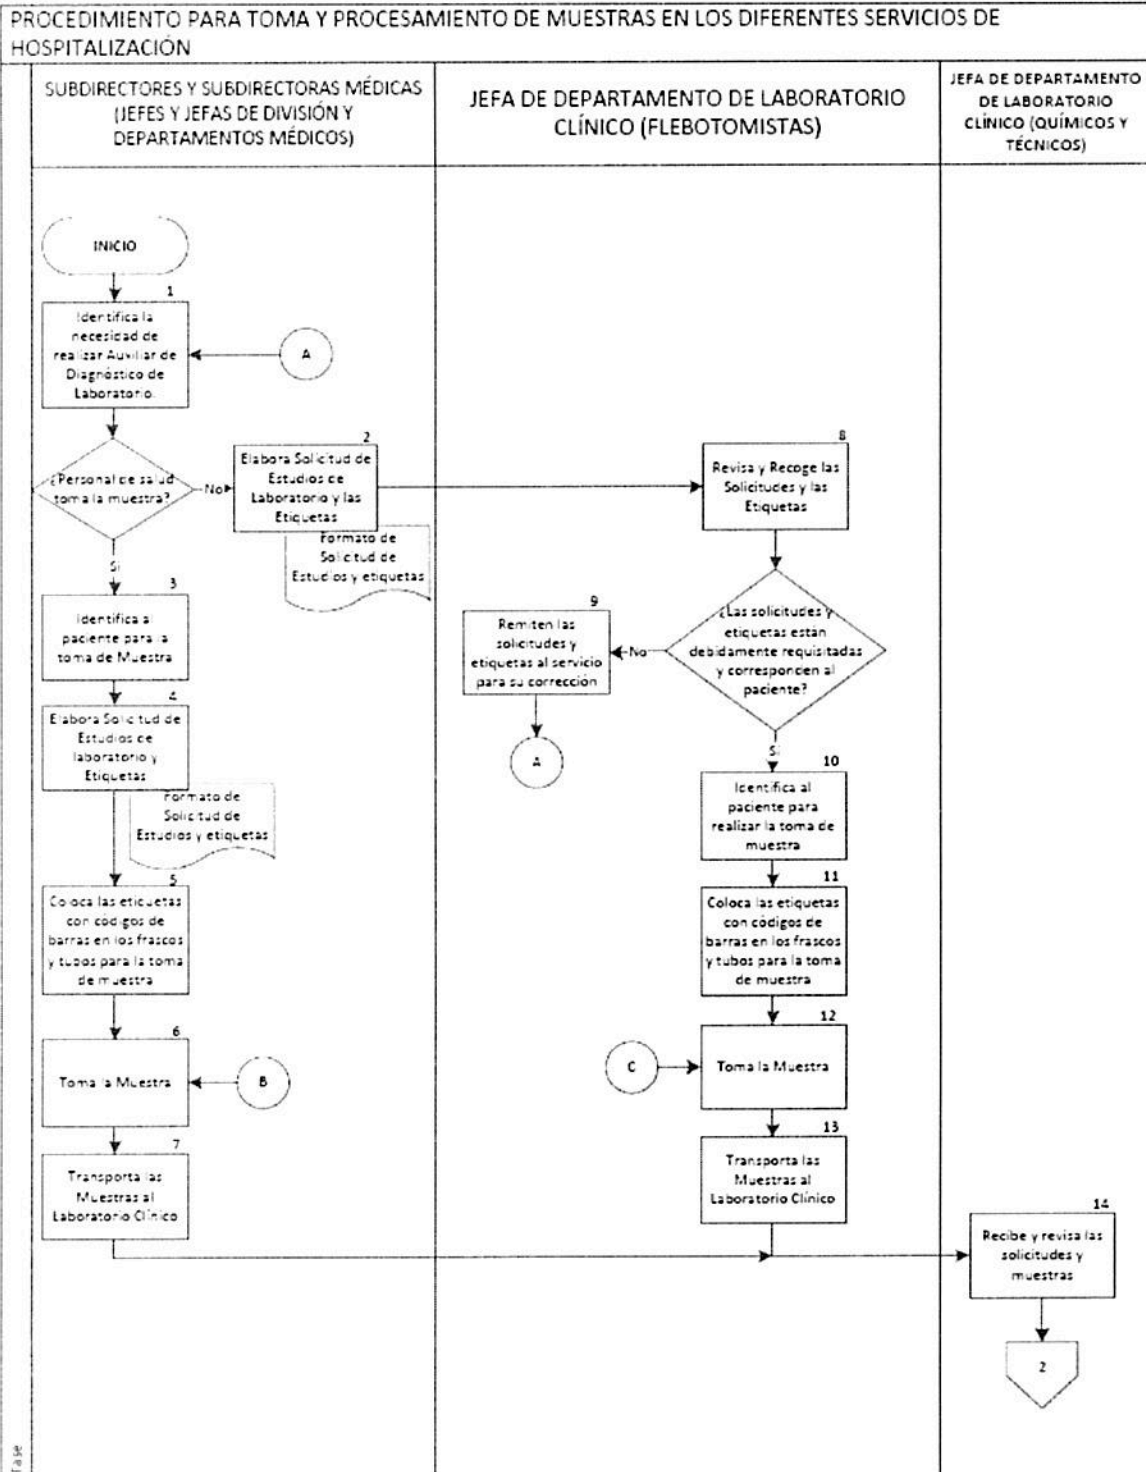 PROCEDIMIENTO PARA TOMA Y PROCESAMIENTO DE MUESTRAS EN LOS DIFERENTES SERVICIOS DE
HOSPITALIZACIÓN
SUBDIRECTORES Y SUBDIRECTORAS MÉDICAS
(JEFES Y JEFAS DE DIVISIÓN Y
DEPARTAMENTOS MÉDICOS)
JEFA DE DEPARTAMENTO DE LABORATORIO
CLÍNICO (FLEBOTOMISTAS)
JEFA DE DEPARTAMENTO
DE LABORATORIO
CLÍNICO (QUÍMICOS Y
TÉCNICOS)
INICIO
1
Identifica la
necesidad de
realizar Auxiliar de
Diagnóstico de
Laboratorio.
A
¿Personal de salud
toma la muestra?
No
2
Elabora Solicitud de
Estudios de
Laboratorio y las
Etiquetas
Formato de
Solicitud de
Estudios y etiquetas
Si
3
Identifica al
paciente para la
toma de Muestra
4
Elabora Solicitud de
Estudios de
laboratorio y
Etiquetas
Formato de
Solicitud de
Estudios y etiquetas
5
Coloca las etiquetas
con códigos de
barras en los frascos
y tubos para la toma
de muestra
6
Toma la Muestra
B
7
Transporta las
Muestras al
Laboratorio Clínico
8
Revisa y Recoge las
Solicitudes y las
Etiquetas
¿Las solicitudes y
etiquetas están
debidamente requisitadas
y corresponden al
paciente?
No
9
Remiten las
solicitudes y
etiquetas al servicio
para su corrección
A
Si
10
Identifica al
paciente para
realizar la toma de
muestra
11
Coloca las etiquetas
con códigos de
barras en los frascos
y tubos para la toma
de muestra
12
Toma la Muestra
C
13
Transporta las
Muestras al
Laboratorio Clínico
14
Recibe y revisa las
solicitudes y
muestras
2
Fase